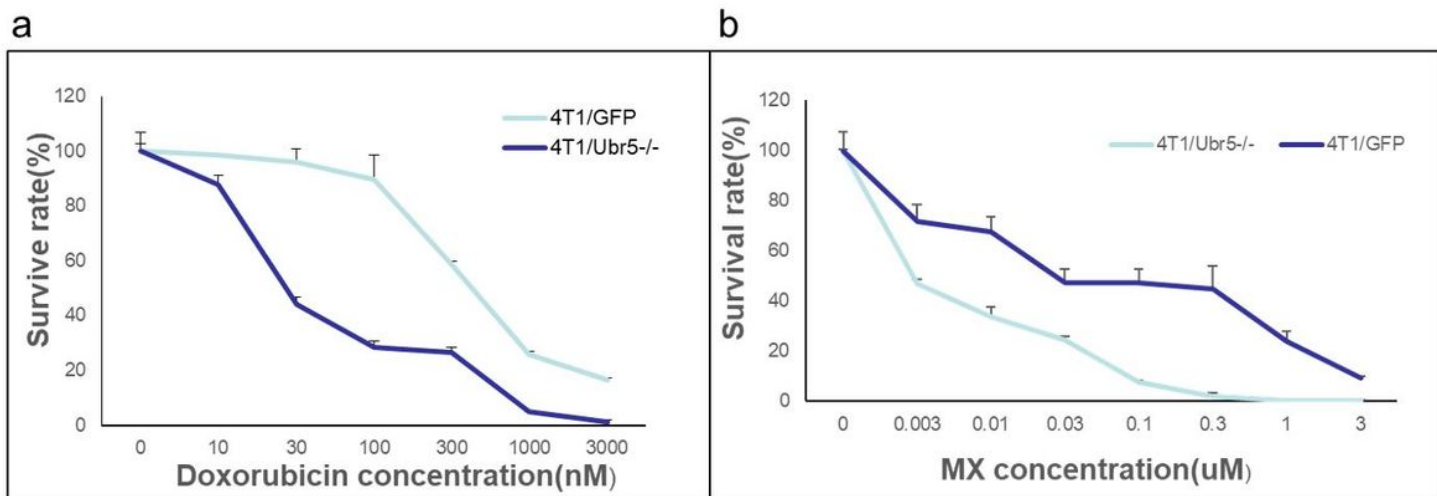 a
120
100
80
60
40
20
0
Survive rate(%)
4T1/GFP
4T1/Ubr5-/-
0 10 30 100 300 1000 3000
Doxorubicin concentration(nM)
b
120
100
80
60
40
20
0
Survival rate(%)
4T1/Ubr5-/- 4T1/GFP
0 0.003 0.01 0.03 0.1 0.3 1 3
MX concentration(uM)